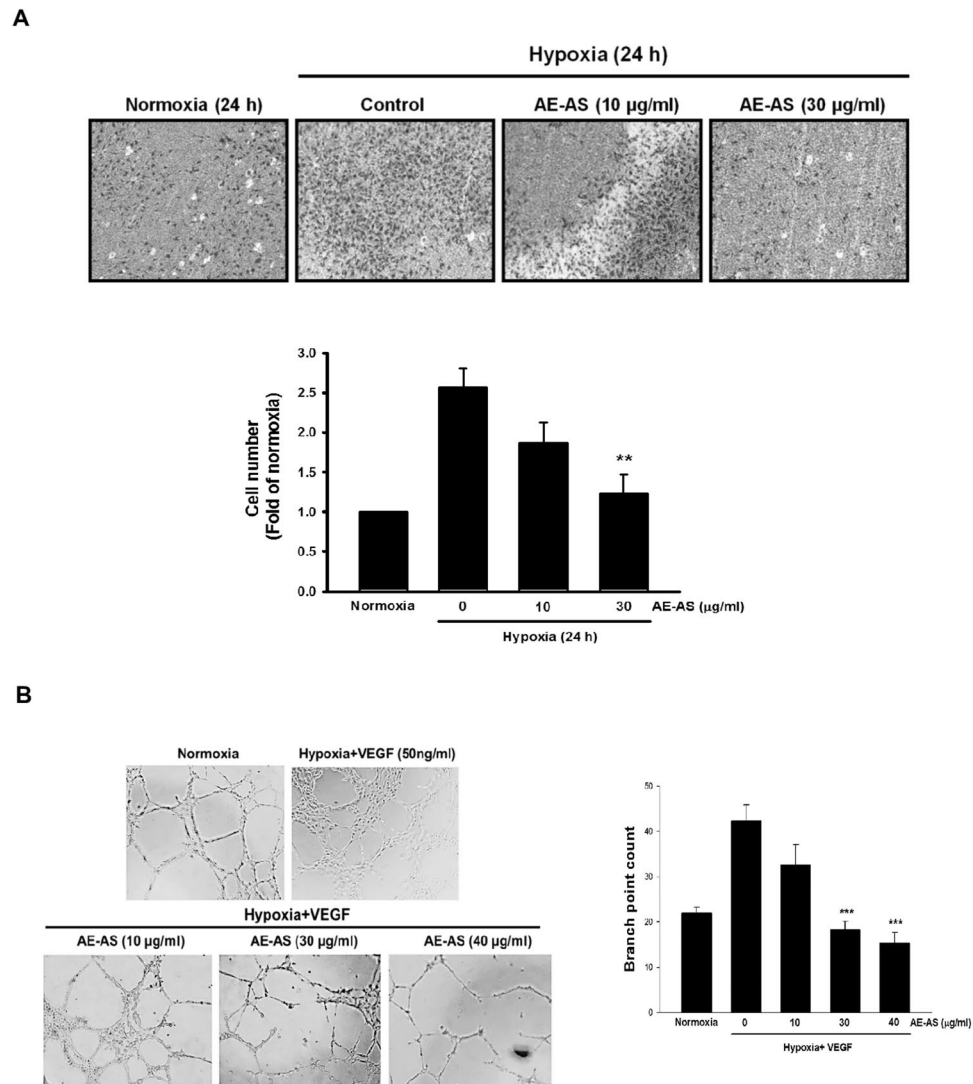 A
Hypoxia (24 h)
Normoxia (24 h) Control AE-AS (10 µg/ml) AE-AS (30 µg/ml)
3.0
2.5
2.0
1.5
1.0
0.5
0.0
Cell number
(Fold of normoxia)
**
Normoxia 0 10 30 AE-AS (µg/ml)
Hypoxia (24 h)
B
Normoxia Hypoxia+VEGF (50ng/ml)
Hypoxia+VEGF
AE-AS (10 µg/ml) AE-AS (30 µg/ml) AE-AS (40 µg/ml)
50
40
30
20
10
0
Branch point count
*** ***
Normoxia 0 10 30 40 AE-AS (µg/ml)
Hypoxia+ VEGF